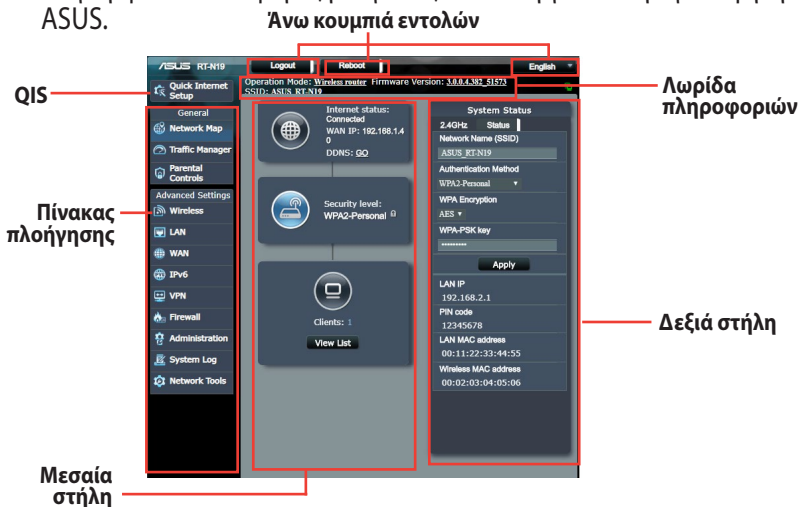 ASUS.
Άνω κουμπιά εντολών
QIS
Πίνακας
πλοήγησης
Μεσαία
στήλη
Λωρίδα
πληροφοριών
Δεξιά στήλη
ASUS RT-N19
Logout
Reboot
English
Operation Mode: Wireless router Firmware Version: 3.0.0.4.382_51573
SSID: ASUS_RT-N19
Quick Internet
Setup
General
Network Map
Traffic Manager
Parental
Controls
Advanced Settings
Wireless
LAN
WAN
IPv6
VPN
Firewall
Administration
System Log
Network Tools
Internet status:
Connected
WAN IP: 192.168.1.4
0
DDNS: GO
Security level:
WPA2-Personal
Clients: 1
View List
System Status
2.4GHz Status
Network Name (SSID)
ASUS_RT-N19
Authentication Method
WPA2-Personal
WPA Encryption
AES
WPA-PSK key
Apply
LAN IP
192.168.2.1
PIN code
12345678
LAN MAC address
00:11:22:33:44:55
Wireless MAC address
00:02:03:04:05:06